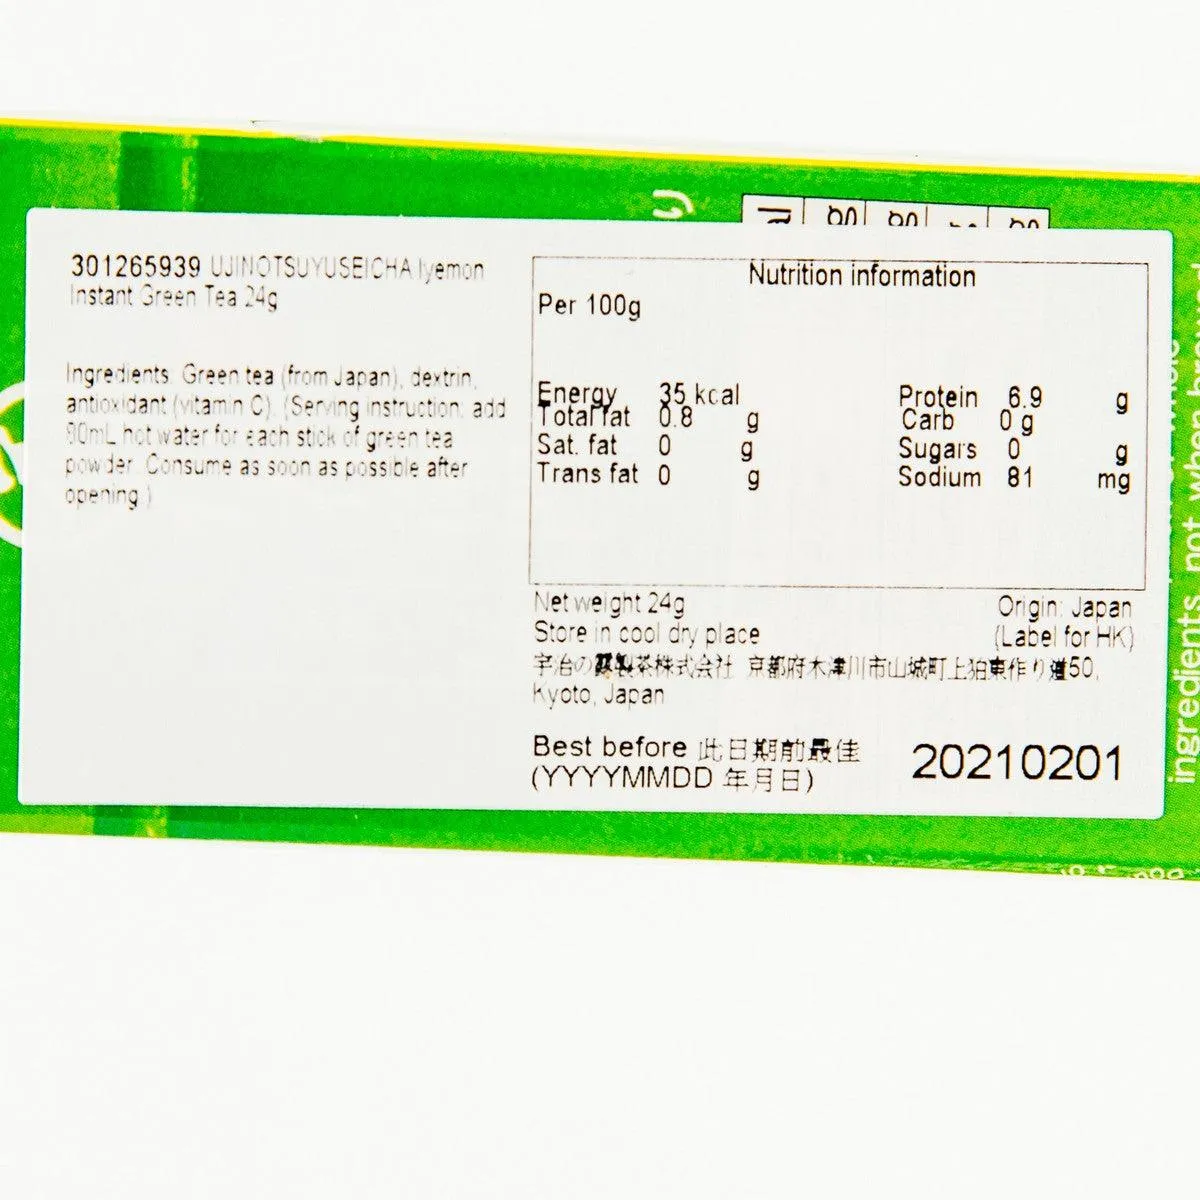 301265939 UJINOTSUYUSEICHA Iyemon
Instant Green Tea 24g
Ingredients: Green tea (from Japan), dextrin,
antioxidant (vitamin C). (Serving instruction: add
90mL hot water for each stick of green tea
powder. Consume as soon as possible after
opening.)
Nutrition information
Per 100g
Energy 35 kcal Protein 6.9 g
Total fat 0.8 g Carb 0 g
Sat. fat 0 g Sugars 0 g
Trans fat 0 g Sodium 81 mg
Net weight 24g Origin: Japan
Store in cool dry place (Label for HK)
宇治の露製茶株式会社 京都府木津川市山城町上狛東作り道50,
Kyoto, Japan
Best before 此日期前最佳
(YYYYMMDD 年月日) 20210201
ingredients, not when brewed